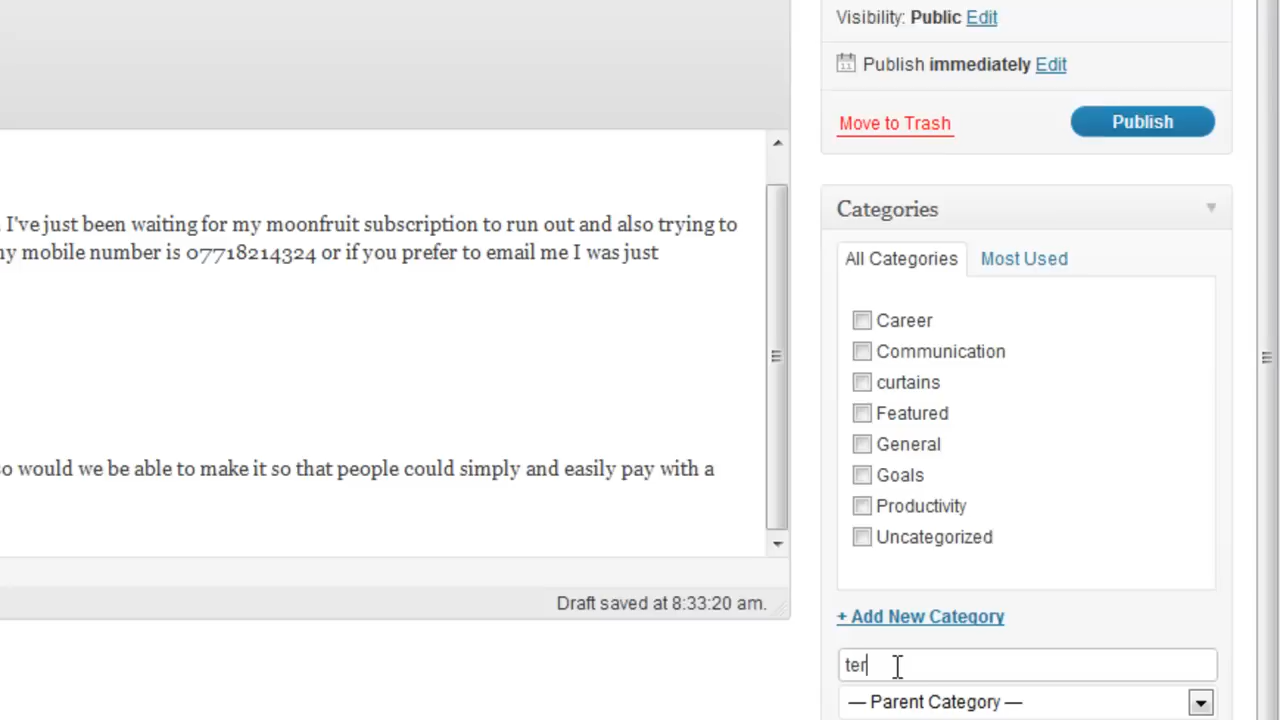 Visibility: Public Edit
11
Publish immediately Edit
Move to Trash
Publish
I've just been waiting for my moonfruit subscription to run out and also trying to
ny mobile number is 07718214324 or if you prefer to email me I was just
so would we be able to make it so that people could simply and easily pay with a
Draft saved at 8:33:20 am.
Categories
All Categories Most Used
Career
Communication
curtains
Featured
General
Goals
Productivity
Uncategorized
+ Add New Category
ter
— Parent Category —